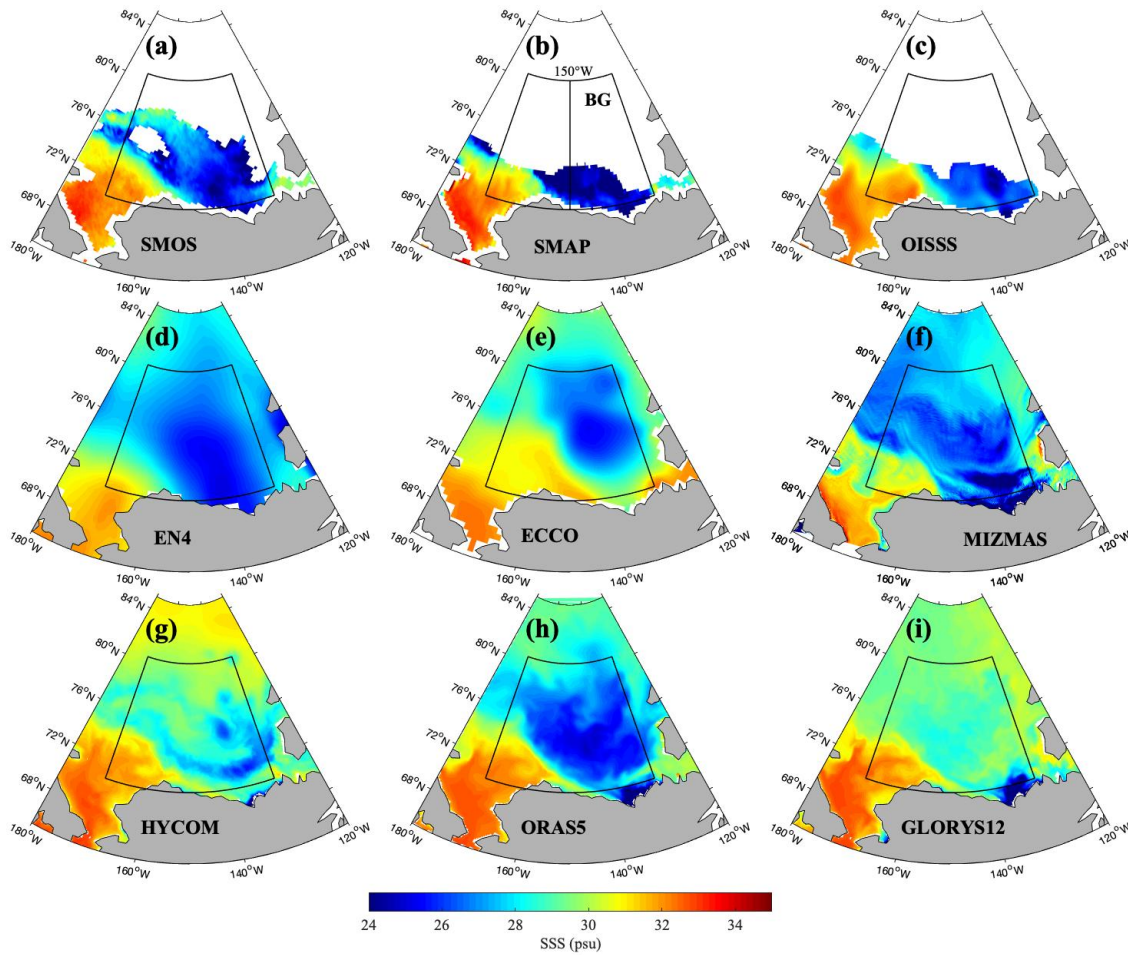 (a)
84°N
80°N
76°N
72°N
68°N
180°W
160°W
140°W
120°W
SMOS
(b)
84°N
80°N
76°N
72°N
68°N
150°W
BG
180°W
160°W
140°W
120°W
SMAP
(c)
84°N
80°N
76°N
72°N
68°N
180°W
160°W
140°W
120°W
OISSS
(d)
84°N
80°N
76°N
72°N
68°N
180°W
160°W
140°W
120°W
EN4
(e)
84°N
80°N
76°N
72°N
68°N
180°W
160°W
140°W
120°W
ECCO
(f)
84°N
80°N
76°N
72°N
68°N
180°W
160°W
140°W
120°W
MIZMAS
(g)
84°N
80°N
76°N
72°N
68°N
180°W
160°W
140°W
120°W
HYCOM
(h)
84°N
80°N
76°N
72°N
68°N
180°W
160°W
140°W
120°W
ORAS5
(i)
84°N
80°N
76°N
72°N
68°N
180°W
160°W
140°W
120°W
GLORYS12
24 26 28 30 32 34
SSS (psu)